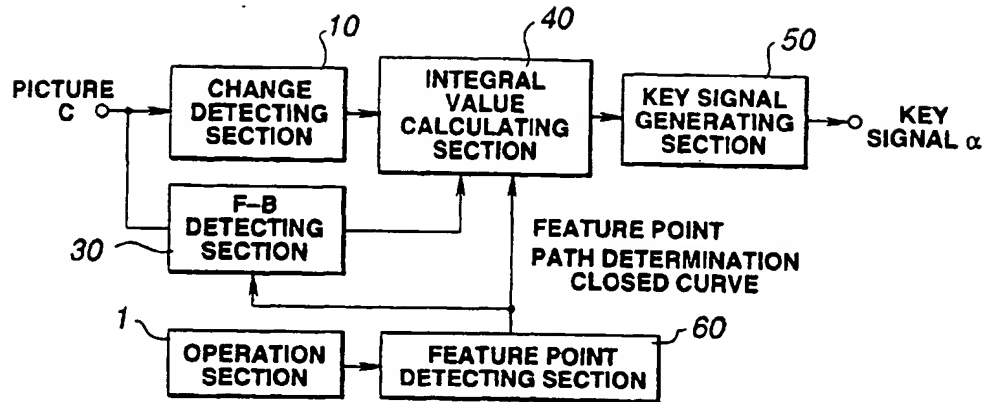 10
40
50
PICTURE
C
CHANGE
DETECTING
SECTION
INTEGRAL
VALUE
CALCULATING
SECTION
KEY SIGNAL
GENERATING
SECTION
KEY
SIGNAL α
F-B
DETECTING
SECTION
30
FEATURE POINT
PATH DETERMINATION
CLOSED CURVE
1
60
OPERATION
SECTION
FEATURE POINT
DETECTING SECTION